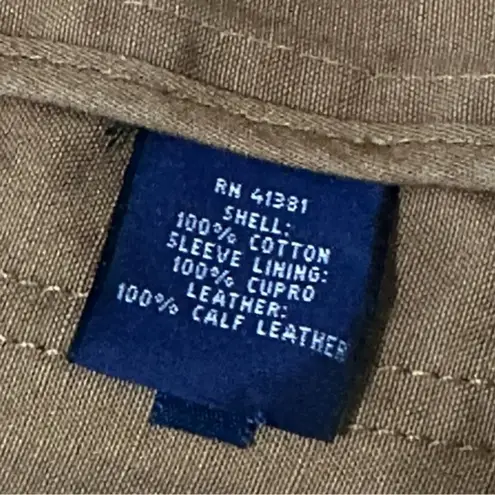 RN 41381
SHELL:
100% COTTON
SLEEVE LINING:
100% CUPRO
LEATHER:
100% CALF LEATHER